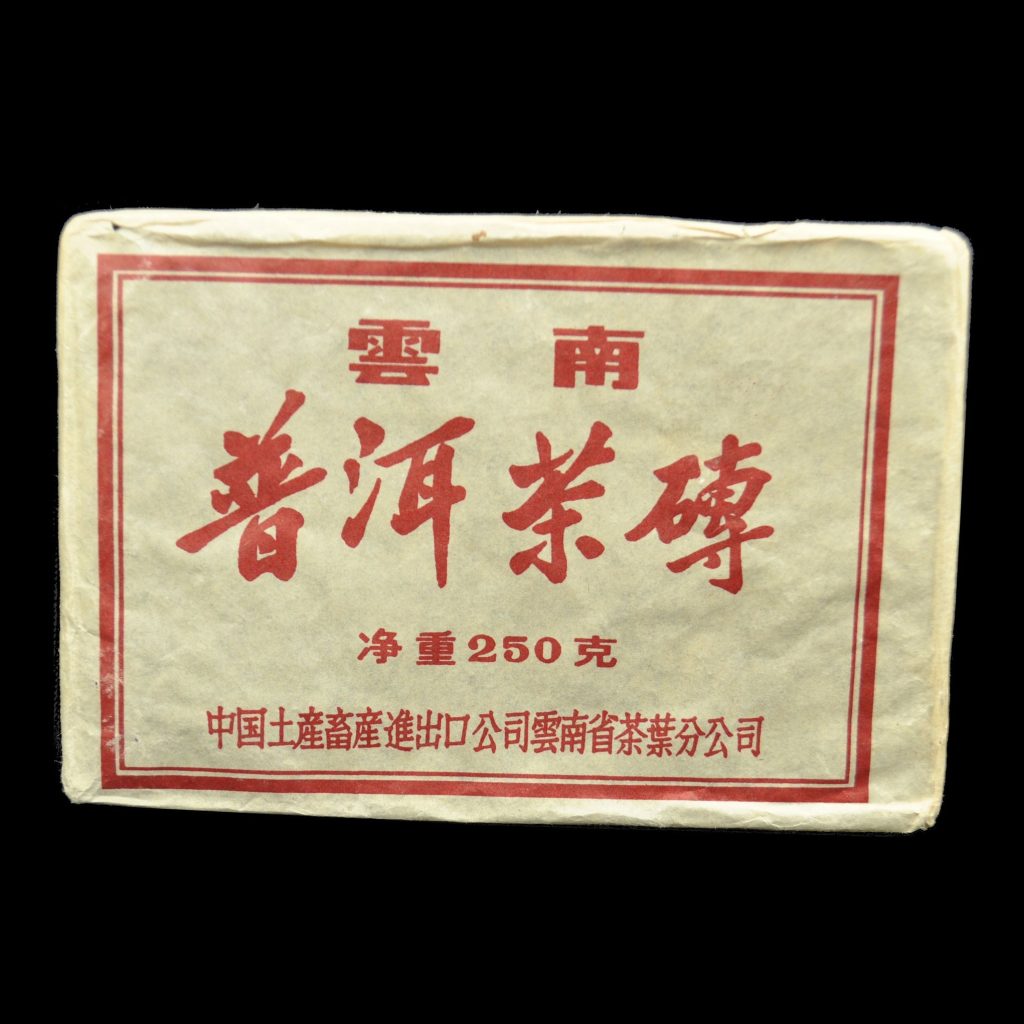 雲南
普洱茶磚
净重250克
中国土産畜産進出口公司雲南省茶葉分公司